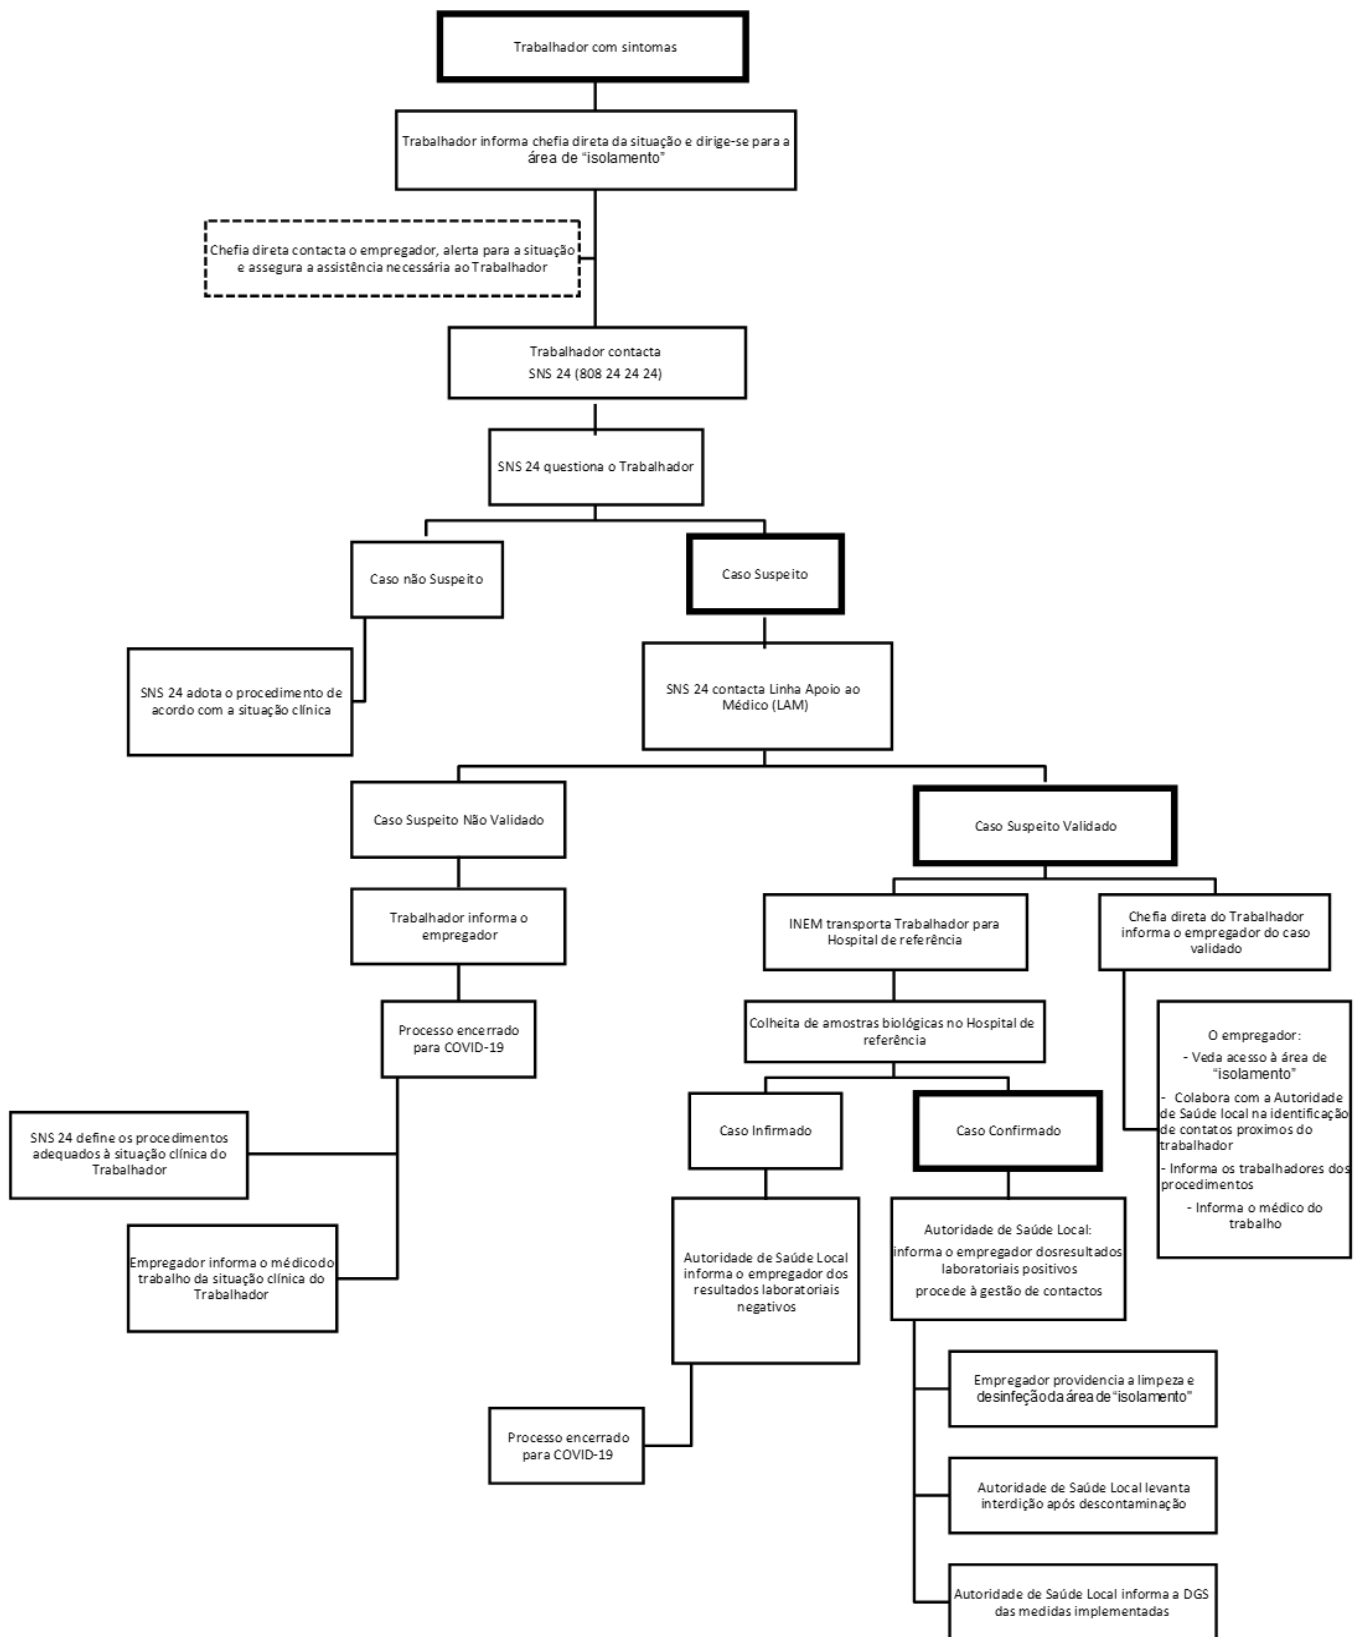 Trabalhador com sintomas
Trabalhador informa chefia direta da situação e dirige-se para a
área de “isolamento”
Chefia direta contacta o empregador, alerta para a situação
e assegura a assistência necessária ao Trabalhador
Trabalhador contacta
SNS 24 (808 24 24 24)
SNS 24 questiona o Trabalhador
Caso não Suspeito
Caso Suspeito
SNS 24 adota o procedimento de
acordo com a situação clínica
SNS 24 contacta Linha Apoio ao
Médico (LAM)
Caso Suspeito Não Validado
Caso Suspeito Validado
Trabalhador informa o
empregador
INEM transporta Trabalhador para
Hospital de referência
Chefia direta do Trabalhador
informa o empregador do caso
validado
Processo encerrado
para COVID-19
Colheita de amostras biológicas no Hospital de
referência
O empregador:
- Veda acesso à área de
“isolamento”
- Colabora com a Autoridade
de Saúde local na identificação
de contatos proximos do
trabalhador
- Informa os trabalhadores dos
procedimentos
- Informa o médico do
trabalho
SNS 24 define os procedimentos
adequados à situação clínica do
Trabalhador
Caso Infirmado
Caso Confirmado
Empregador informa o médicodo
trabalho da situação clínica do
Trabalhador
Autoridade de Saúde Local
informa o empregador dos
resultados laboratoriais
negativos
Autoridade de Saúde Local:
informa o empregador dosresultados
laboratoriais positivos
procede à gestão de contactos
Processo encerrado
para COVID-19
Empregador providencia a limpeza e
desinfeçãoda área de “isolamento”
Autoridade de Saúde Local levanta
interdição após descontaminação
Autoridade de Saúde Local informa a DGS
das medidas implementadas